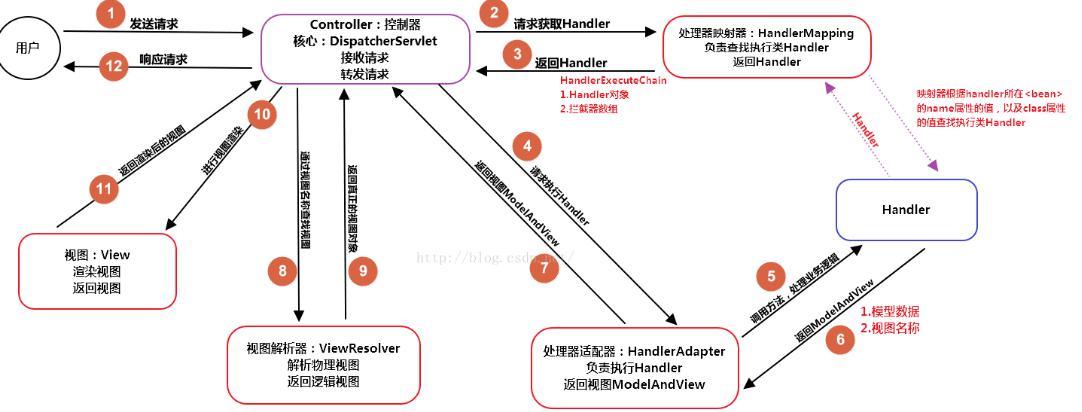 1
发送请求
用户
12
响应请求
Controller：控制器
核心：DispatcherServlet
接收请求
转发请求
2
请求获取Handler
3
返回Handler
HandlerExecuteChain
1.Handler对象
2.拦截器数组
处理器映射器：HandlerMapping
负责查找执行类Handler
返回Handler
映射器根据handler所在<bean>
的name属性的值，以及class属性
的值查找执行类Handler
Handler
Handler
4
请求执行Handler
5
调用方法，处理业务逻辑
6
返回ModelAndView
1.模型数据
2.视图名称
处理器适配器：HandlerAdapter
负责执行Handler
返回视图ModelAndView
7
返回视图ModelAndView
8
通过视图名称查找视图
9
返回真正的视图对象
视图解析器：ViewResolver
解析物理视图
返回逻辑视图
10
进行视图渲染
11
返回渲染后的视图
视图：View
渲染视图
返回视图
http://blog.csdn.net/